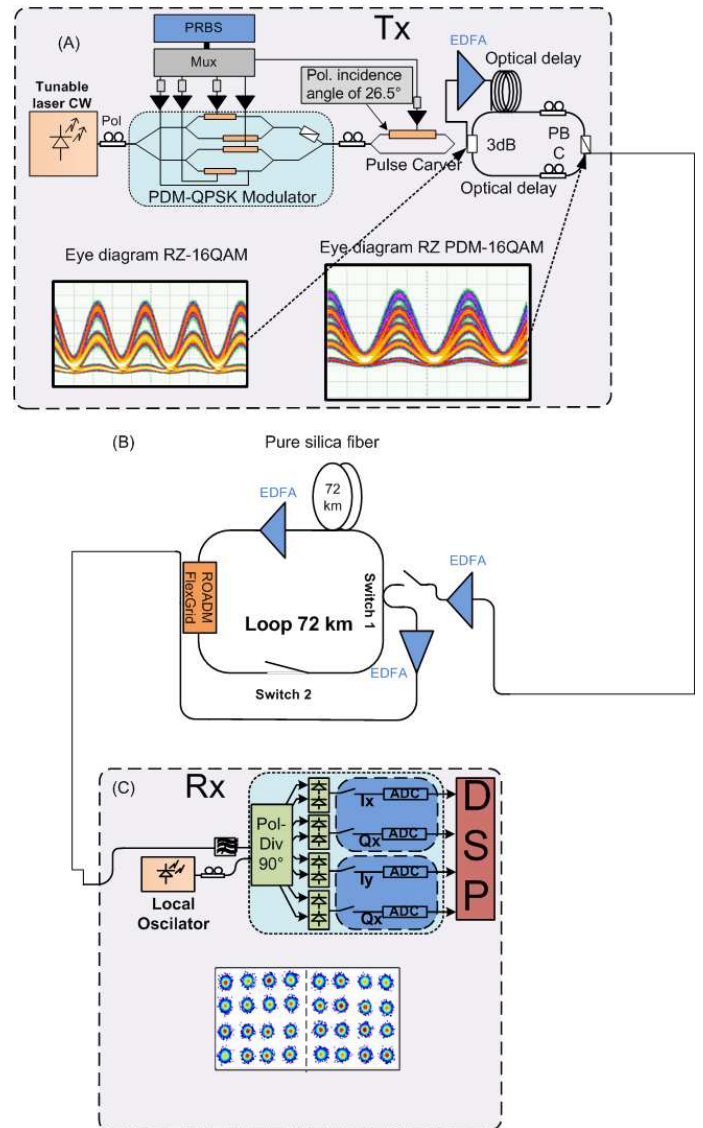 (A)
Tx
PRBS
Mux
EDFA
Optical delay
Pol. incidence
angle of 26.5°
Tunable
laser CW
Pol
3dB
PB
C
Pulse Carver
Optical delay
PDM-QPSK Modulator
Eye diagram RZ-16QAM
Eye diagram RZ PDM-16QAM
(B)
Pure silica fiber
72
km
EDFA
EDFA
ROADM
FlexGrid
Switch 1
Loop 72 km
EDFA
Switch 2
(C)
Rx
Pol-
Div
90°
Ix
ADC
Qx
ADC
Iy
ADC
Qx
ADC
D
S
P
Local
Oscilator